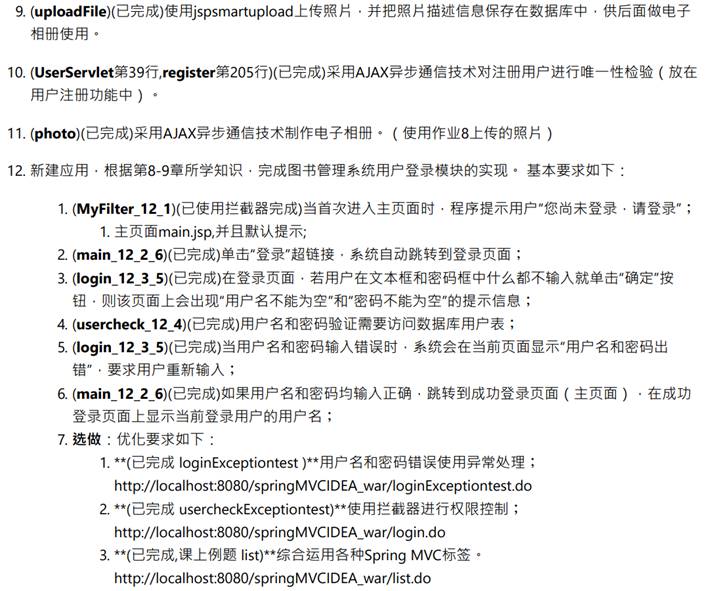 9. (uploadFile)(已完成)使用jspsmartupload上传照片，并把照片描述信息保存在数据库中，供后面做电子
相册使用。
10. (UserServlet第39行,register第205行)(已完成)采用AJAX异步通信技术对注册用户进行唯一性检验（放在
用户注册功能中）。
11. (photo)(已完成)采用AJAX异步通信技术制作电子相册。（使用作业8上传的照片）
12. 新建应用，根据第8-9章所学知识，完成图书管理系统用户登录模块的实现。 基本要求如下：
1. (MyFilter_12_1)(已使用拦截器完成)当首次进入主页面时，程序提示用户“您尚未登录，请登录”；
1. 主页面main.jsp,并且默认提示;
2. (main_12_2_6)(已完成)单击“登录”超链接，系统自动跳转到登录页面；
3. (login_12_3_5)(已完成)在登录页面，若用户在文本框和密码框中什么都不输入就单击“确定”按
钮，则该页面上会出现“用户名不能为空”和“密码不能为空”的提示信息；
4. (usercheck_12_4)(已完成)用户名和密码验证需要访问数据库用户表；
5. (login_12_3_5)(已完成)当用户名和密码输入错误时，系统会在当前页面显示“用户名和密码出
错”，要求用户重新输入；
6. (main_12_2_6)(已完成)如果用户名和密码均输入正确，跳转到成功登录页面（主页面），在成功
登录页面上显示当前登录用户的用户名；
7. 选做：优化要求如下：
1. **(已完成 loginExceptiontest )**用户名和密码错误使用异常处理；
http://localhost:8080/springMVCIDEA_war/loginExceptiontest.do
2. **(已完成 usercheckExceptiontest)**使用拦截器进行权限控制；
http://localhost:8080/springMVCIDEA_war/login.do
3. **(已完成,课上例题 list)**综合运用各种Spring MVC标签。
http://localhost:8080/springMVCIDEA_war/list.do